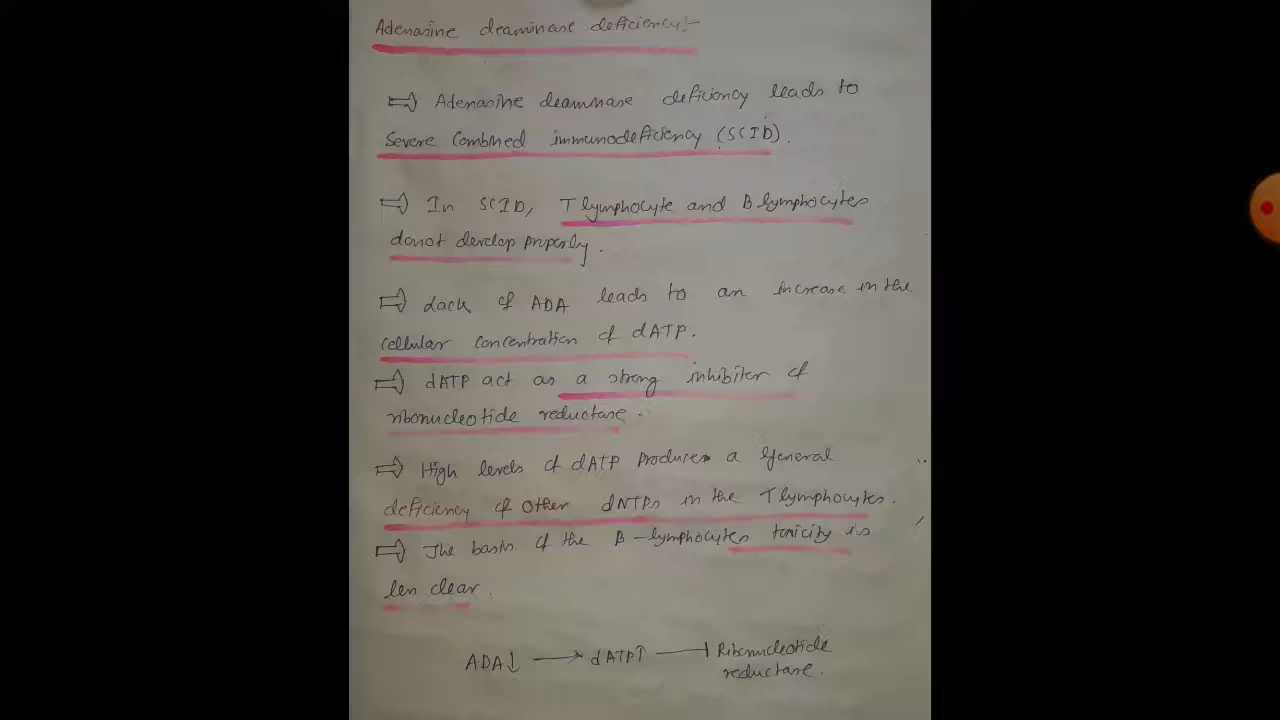 Adenosine deaminase deficiency:-
⇒ Adenosine deaminase deficiency leads to
Severe Combined immunodeficiency (SCID).
⇒ In SCID, T lymphocyte and B lymphocytes
donot develop properly.
⇒ Lack of ADA leads to an increase in the
cellular concentration of dATP.
⇒ dATP act as a strong inhibitor of
ribonucleotide reductase.
⇒ High levels of dATP produces a general
deficiency of other dNTPs in the T lymphocytes.
⇒ The basis of the B-lymphocytes toxicity is
less clear.
ADA↓ → dATP↑ ⊣ Ribonucleotide
reductase.